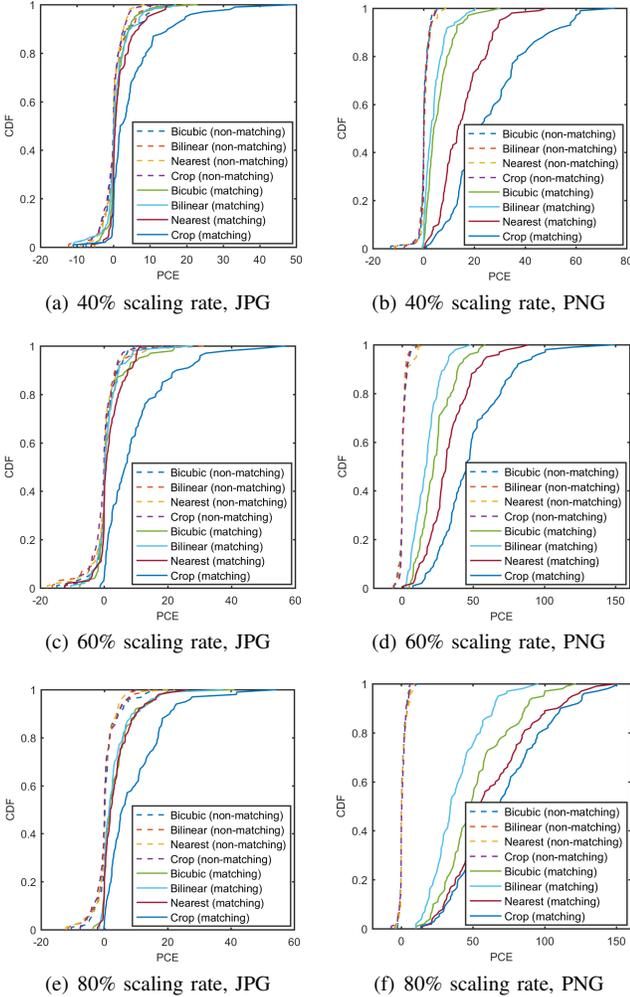 1
0.8
0.6
0.4
0.2
0
CDF
Bicubic (non-matching)
Bilinear (non-matching)
Nearest (non-matching)
Crop (non-matching)
Bicubic (matching)
Bilinear (matching)
Nearest (matching)
Crop (matching)
-20 -10 0 10 20 30 40 50
PCE
(a) 40% scaling rate, JPG
1
0.8
0.6
0.4
0.2
0
CDF
Bicubic (non-matching)
Bilinear (non-matching)
Nearest (non-matching)
Crop (non-matching)
Bicubic (matching)
Bilinear (matching)
Nearest (matching)
Crop (matching)
-20 0 20 40 60 80
PCE
(b) 40% scaling rate, PNG
1
0.8
0.6
0.4
0.2
0
CDF
Bicubic (non-matching)
Bilinear (non-matching)
Nearest (non-matching)
Crop (non-matching)
Bicubic (matching)
Bilinear (matching)
Nearest (matching)
Crop (matching)
-20 0 20 40 60
PCE
(c) 60% scaling rate, JPG
1
0.8
0.6
0.4
0.2
0
CDF
Bicubic (non-matching)
Bilinear (non-matching)
Nearest (non-matching)
Crop (non-matching)
Bicubic (matching)
Bilinear (matching)
Nearest (matching)
Crop (matching)
0 50 100 150
PCE
(d) 60% scaling rate, PNG
1
0.8
0.6
0.4
0.2
0
CDF
Bicubic (non-matching)
Bilinear (non-matching)
Nearest (non-matching)
Crop (non-matching)
Bicubic (matching)
Bilinear (matching)
Nearest (matching)
Crop (matching)
-20 0 20 40 60
PCE
(e) 80% scaling rate, JPG
1
0.8
0.6
0.4
0.2
0
CDF
Bicubic (non-matching)
Bilinear (non-matching)
Nearest (non-matching)
Crop (non-matching)
Bicubic (matching)
Bilinear (matching)
Nearest (matching)
Crop (matching)
0 50 100 150
PCE
(f) 80% scaling rate, PNG